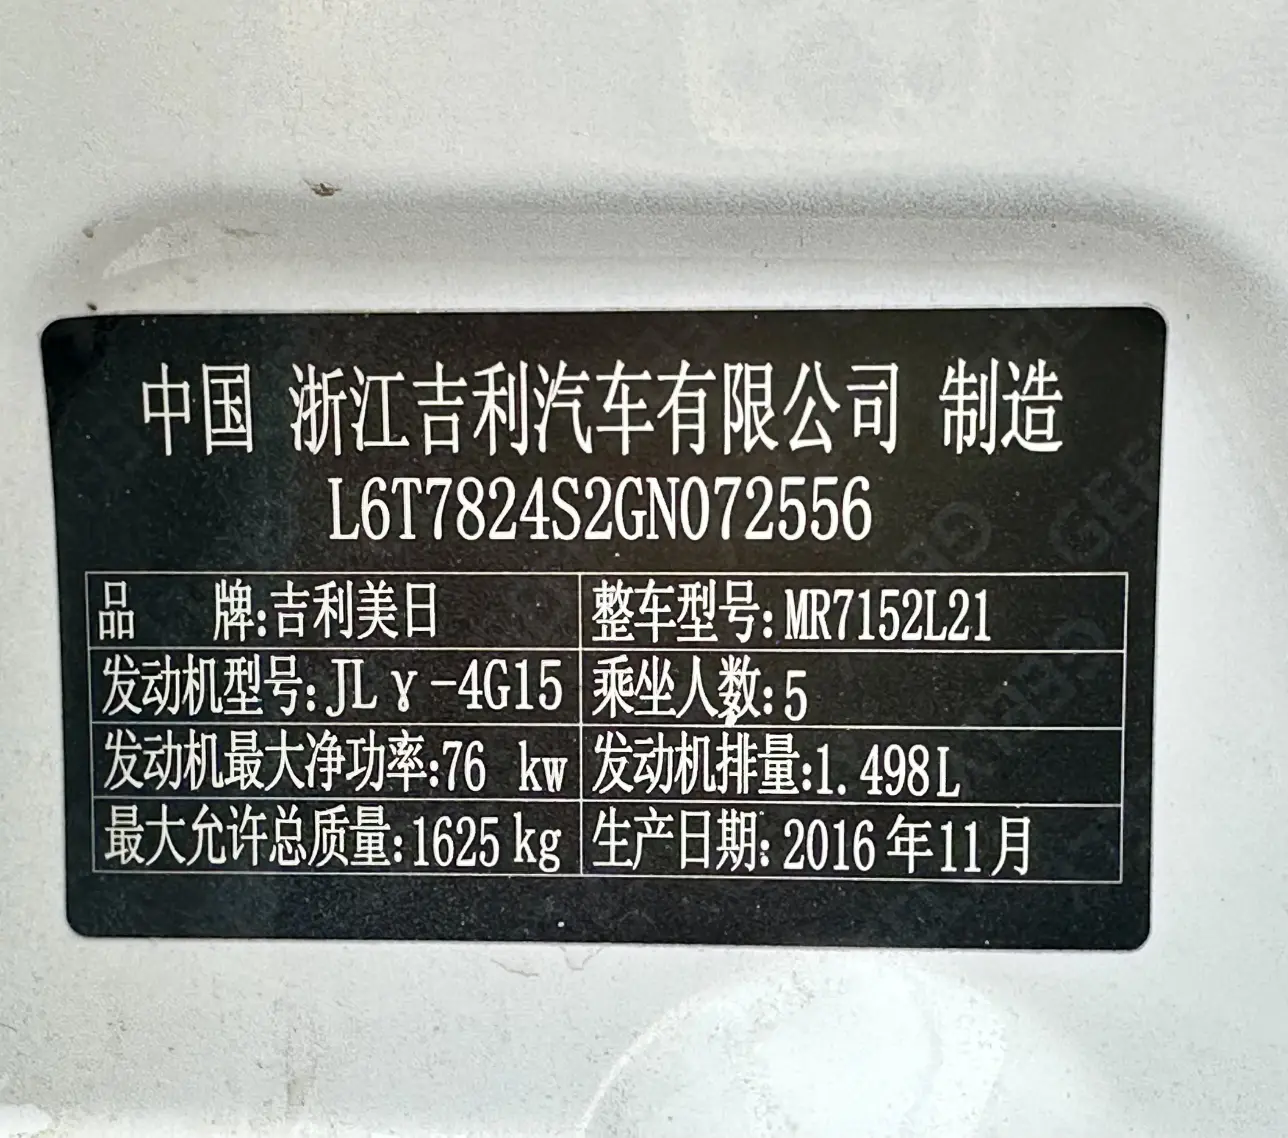 中国 浙江吉利汽车有限公司 制造
L6T7824S2GN072556
品 牌:吉利美日 整车型号:MR7152L21
发动机型号:JLγ-4G15 乘坐人数:5
发动机最大净功率:76 kw 发动机排量:1.498L
最大允许总质量:1625kg 生产日期:2016年11月